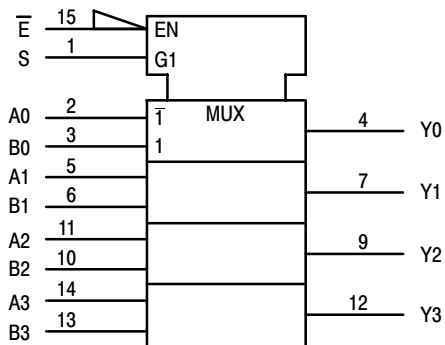 E̅ 15 EN
S 1 G1
MUX
A0 2 1̅
B0 3 1
4 Y0
A1 5
B1 6
7 Y1
A2 11
B2 10
9 Y2
A3 14
B3 13
12 Y3